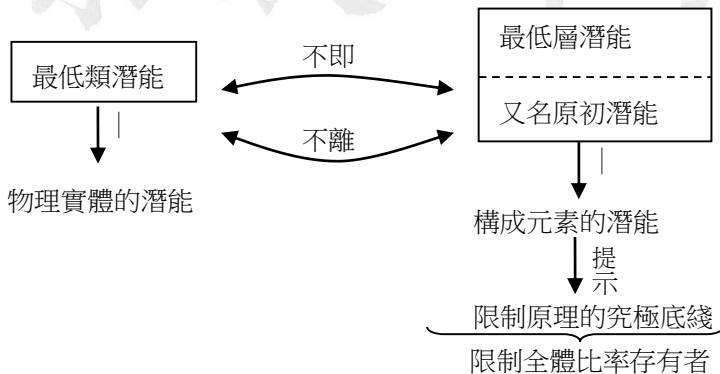 最低類潛能
不即
最低層潛能
又名原初潛能
不離
物理實體的潛能
構成元素的潛能
提示
限制原理的究極底綫
限制全體比率存有者